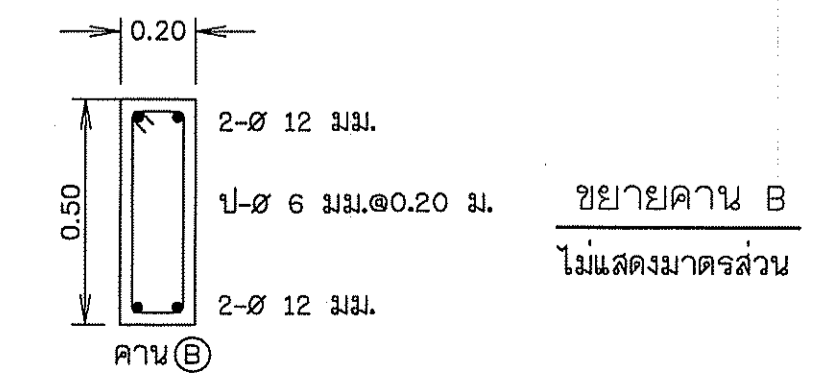 0.20
2-Ø 12 มม.
0.50
ป-Ø 6 มม.@0.20 ม.
2-Ø 12 มม.
คาน B
ขยายคาน B
ไม่แสดงมาตรส่วน